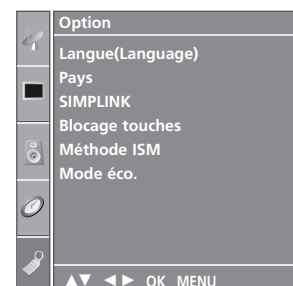 Option
Langue(Language)
Pays
SIMPLINK
Blocage touches
Méthode ISM
Mode éco.
▲▼ ◄► OK MENU